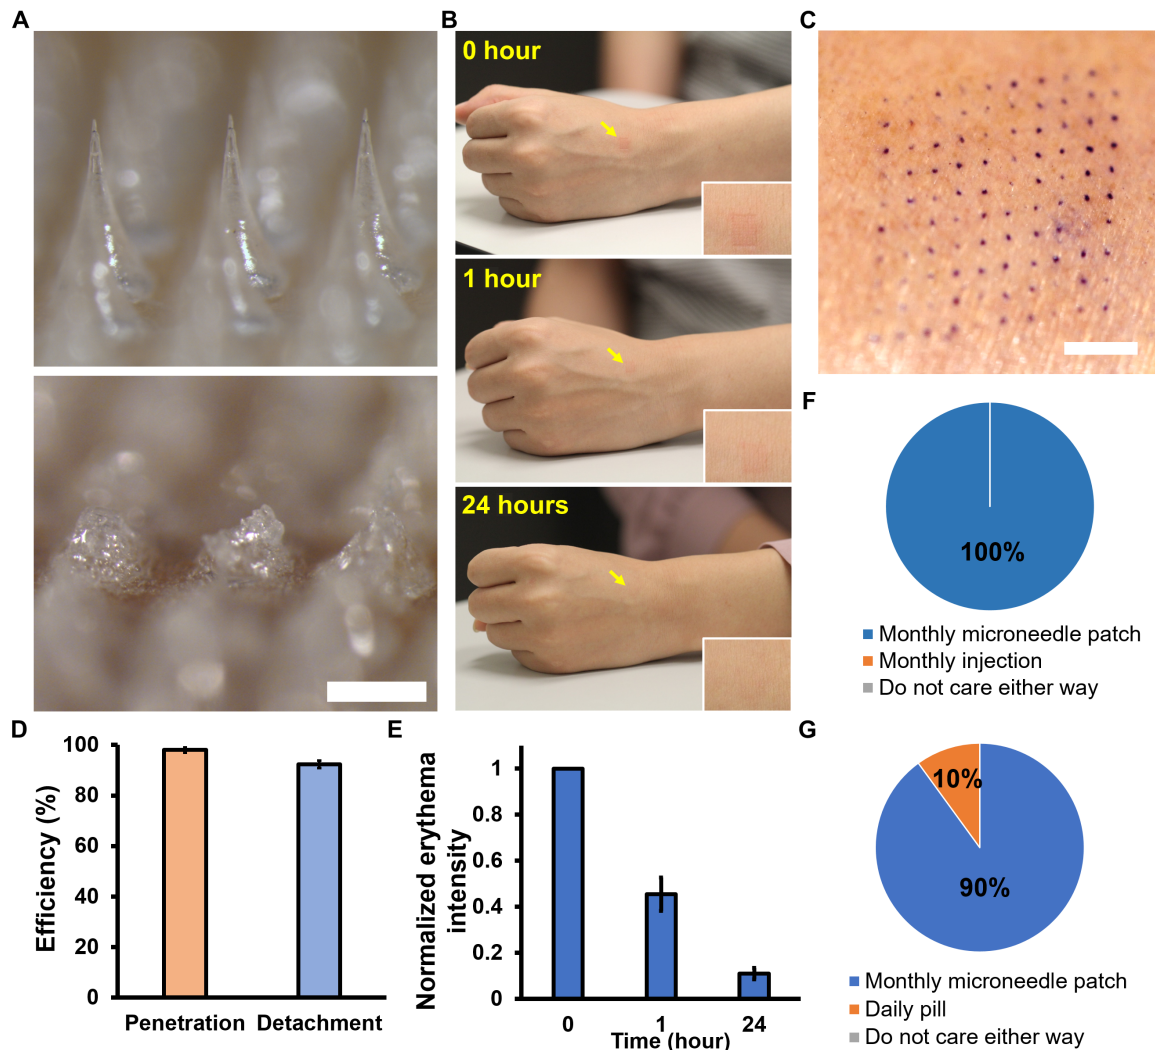 A
B
C
0 hour
1 hour
24 hours
F
100%
Monthly microneedle patch
Monthly injection
Do not care either way
D
Efficiency (%)
100
80
60
40
20
0
Penetration Detachment
E
Normalized erythema
intensity
1
0.8
0.6
0.4
0.2
0
0 1 24
Time (hour)
G
10%
90%
Monthly microneedle patch
Daily pill
Do not care either way